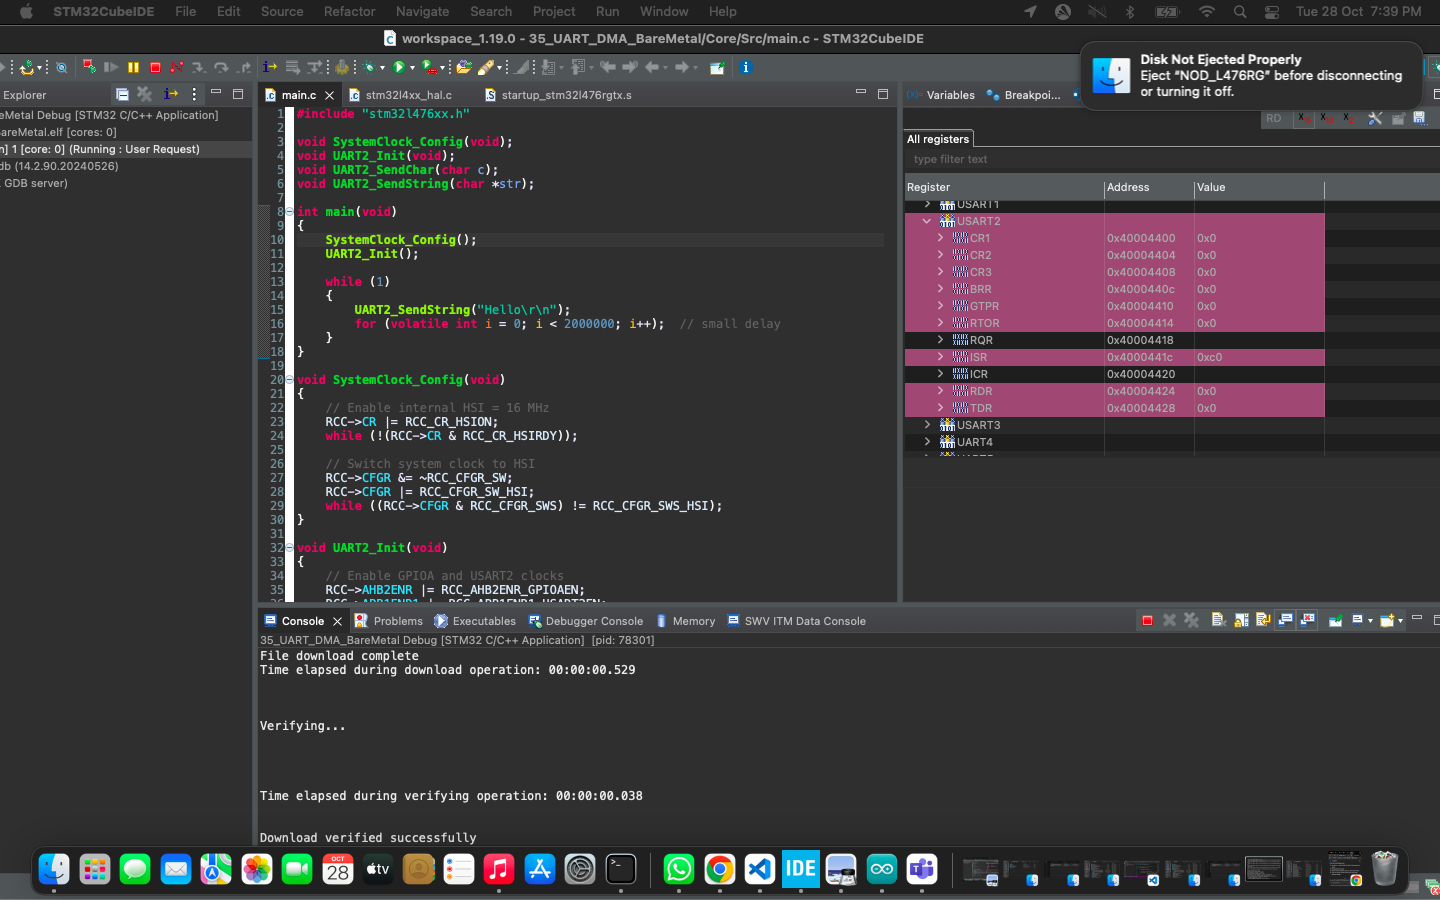 STM32CubeIDE File Edit Source Refactor Navigate Search Project Run Window Help Tue 28 Oct 7:39 PM
workspace_1.19.0 - 35_UART_DMA_BareMetal/Core/Src/main.c - STM32CubeIDE
Disk Not Ejected Properly
Eject “NOD_L476RG” before disconnecting
or turning it off.
Explorer
eMetal Debug [STM32 C/C++ Application]
BareMetal.elf [cores: 0]
] 1 [core: 0] (Running : User Request)
db (14.2.90.20240526)
GDB server)
main.c
stm32l4xx_hal.c
startup_stm32l476rgtx.s
1 #include "stm32l476xx.h"
2
3 void SystemClock_Config(void);
4 void UART2_Init(void);
5 void UART2_SendChar(char c);
6 void UART2_SendString(char *str);
7
8 int main(void)
9 {
10 SystemClock_Config();
11 UART2_Init();
12
13 while (1)
14 {
15 UART2_SendString("Hello\r\n");
16 for (volatile int i = 0; i < 2000000; i++); // small delay
17 }
18 }
19
20 void SystemClock_Config(void)
21 {
22 // Enable internal HSI = 16 MHz
23 RCC->CR |= RCC_CR_HSION;
24 while (!(RCC->CR & RCC_CR_HSIRDY));
25
26 // Switch system clock to HSI
27 RCC->CFGR &= ~RCC_CFGR_SW;
28 RCC->CFGR |= RCC_CFGR_SW_HSI;
29 while ((RCC->CFGR & RCC_CFGR_SWS) != RCC_CFGR_SWS_HSI);
30 }
31
32 void UART2_Init(void)
33 {
34 // Enable GPIOA and USART2 clocks
35 RCC->AHB2ENR |= RCC_AHB2ENR_GPIOAEN;
RCC->APB1ENR1 |= RCC_APB1ENR1_USART2EN;
Variables Breakpoi...
RD
All registers
type filter text
Register Address Value
USART1
USART2
CR1 0x40004400 0x0
CR2 0x40004404 0x0
CR3 0x40004408 0x0
BRR 0x4000440c 0x0
GTPR 0x40004410 0x0
RTOR 0x40004414 0x0
RQR 0x40004418
ISR 0x4000441c 0xc0
ICR 0x40004420
RDR 0x40004424 0x0
TDR 0x40004428 0x0
USART3
UART4
Console Problems Executables Debugger Console Memory SWV ITM Data Console
35_UART_DMA_BareMetal Debug [STM32 C/C++ Application] [pid: 78301]
File download complete
Time elapsed during download operation: 00:00:00.529
Verifying...
Time elapsed during verifying operation: 00:00:00.038
Download verified successfully
OCT
28
tv
IDE